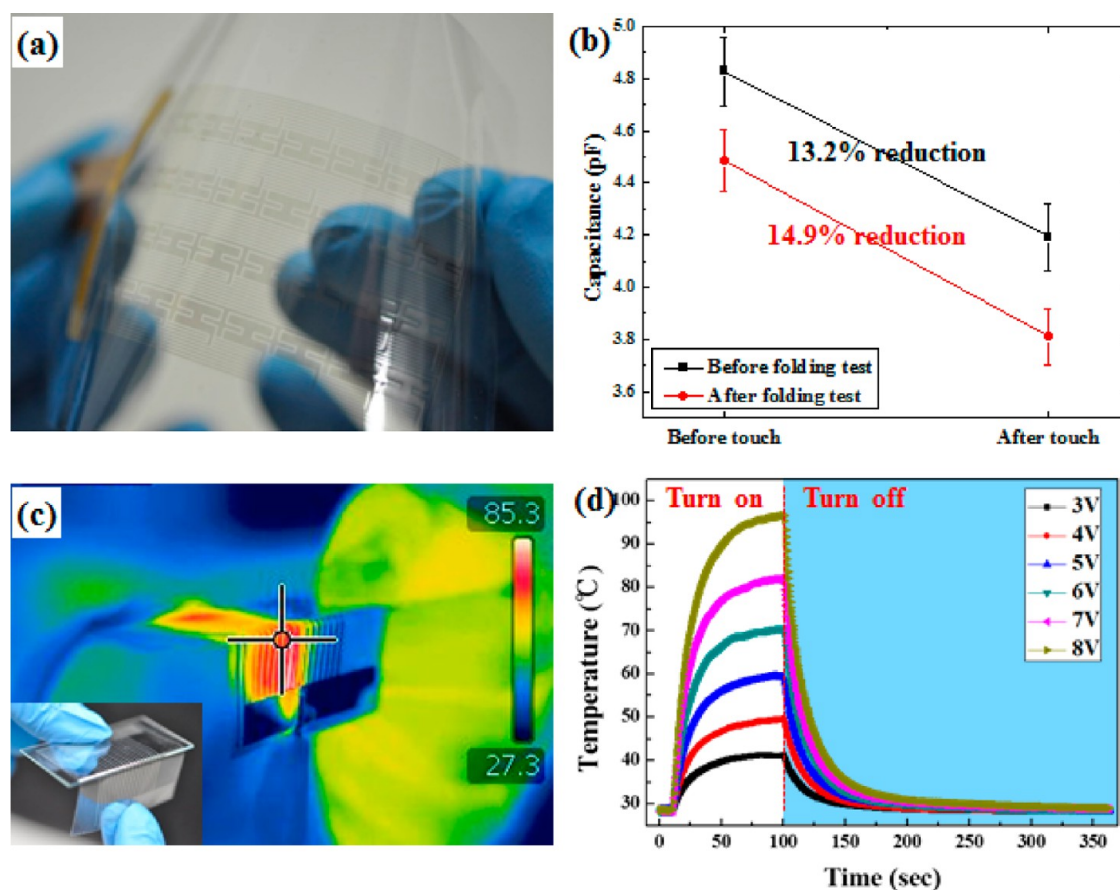 (a)
(b)
5.0
4.8
4.6
4.4
4.2
4.0
3.8
3.6
Capacitance (pF)
13.2% reduction
14.9% reduction
Before folding test
After folding test
Before touch
After touch
(c)
85.3
27.3
(d)
Turn on
Turn off
100
90
80
70
60
50
40
30
Temperature (℃)
3V
4V
5V
6V
7V
8V
0
50
100
150
200
250
300
350
Time (sec)